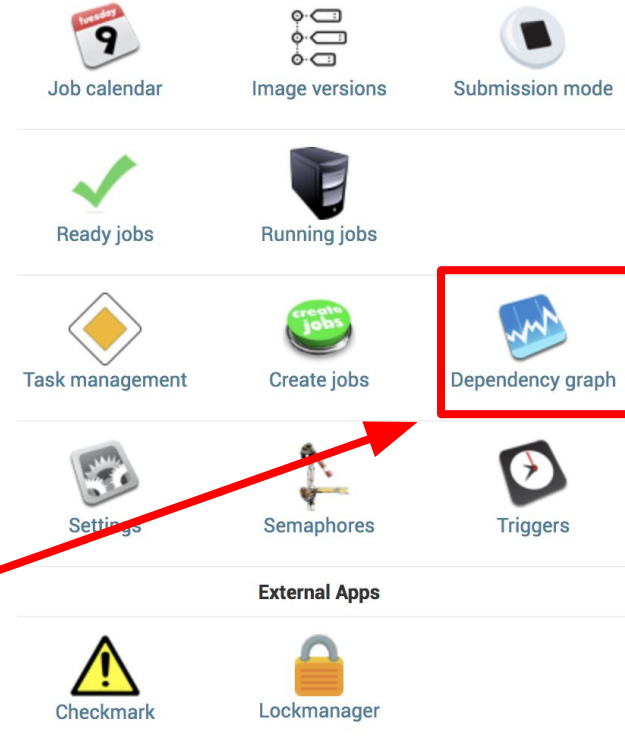 tuesday
9
Job calendar
Image versions
Submission mode
Ready jobs
Running jobs
create
jobs
Task management
Create jobs
Dependency graph
Settings
Semaphores
Triggers
External Apps
Checkmark
Lockmanager